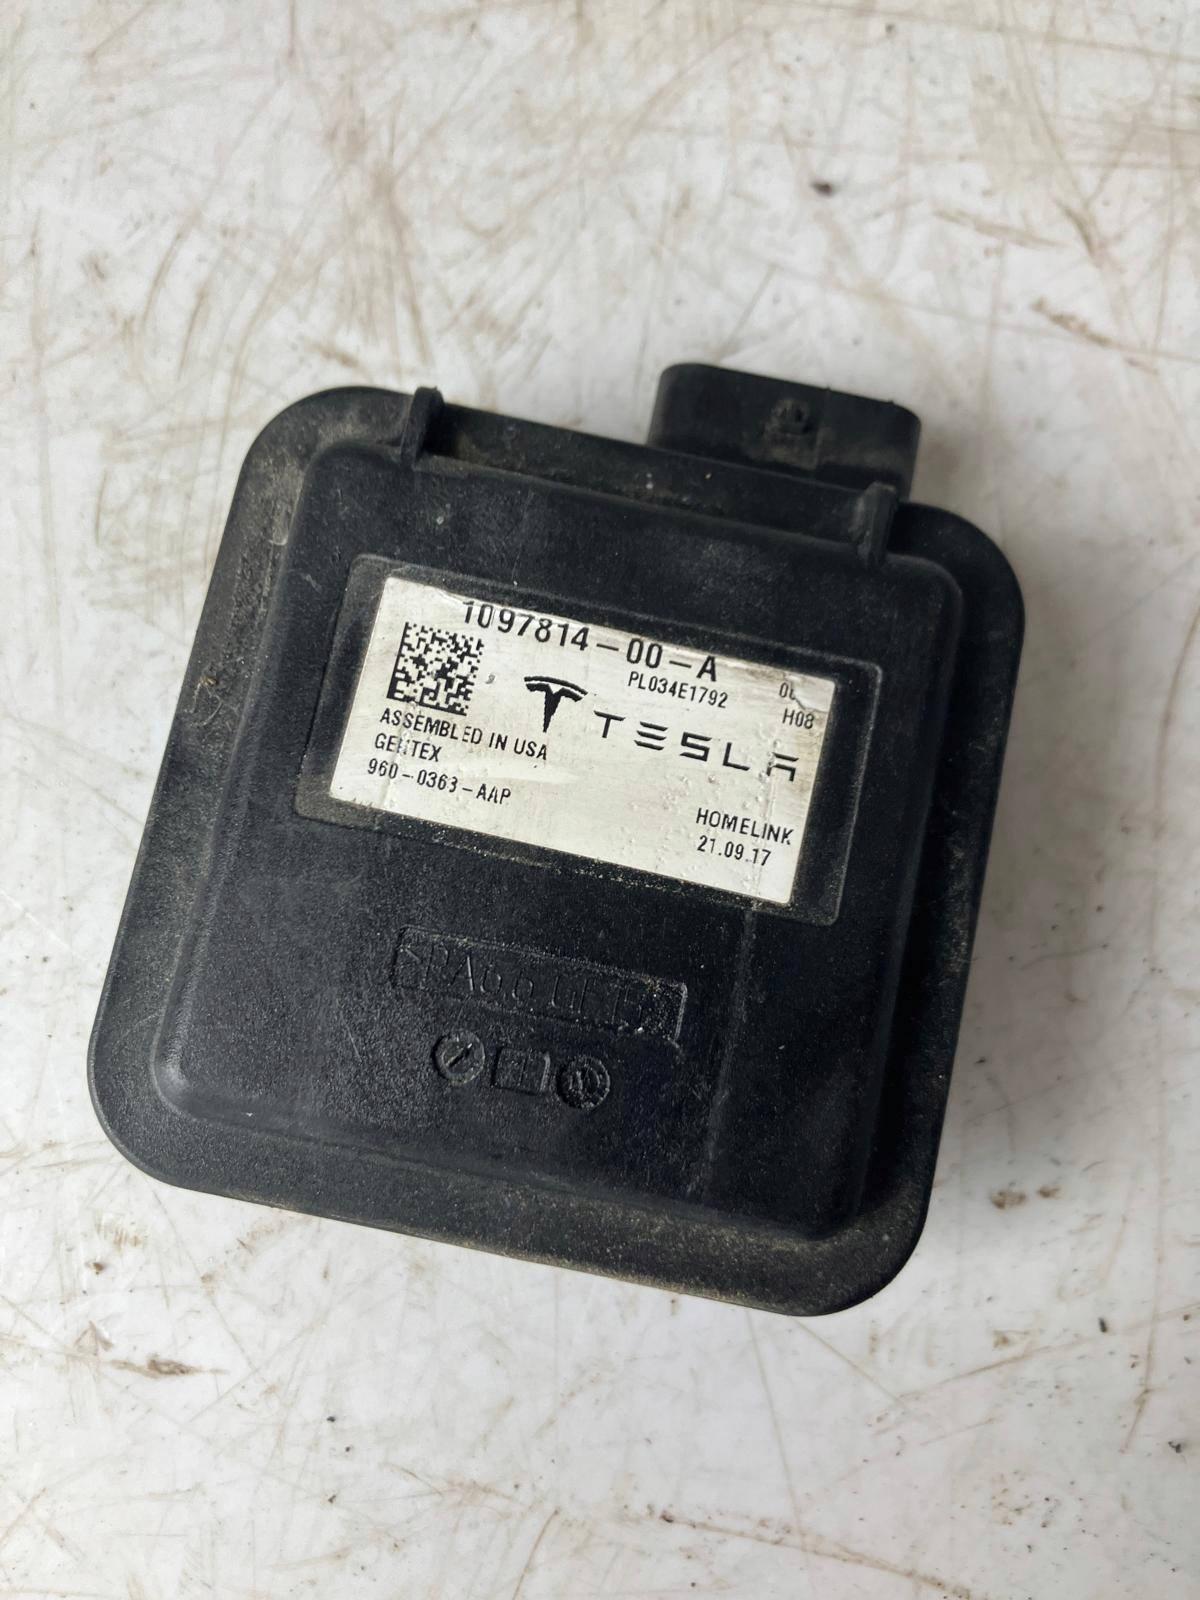 1097814-00-A
PL034E1792
H08
TESLA
ASSEMBLED IN USA
GENTEX
960-0363-AAP
HOMELINK
21.09.17